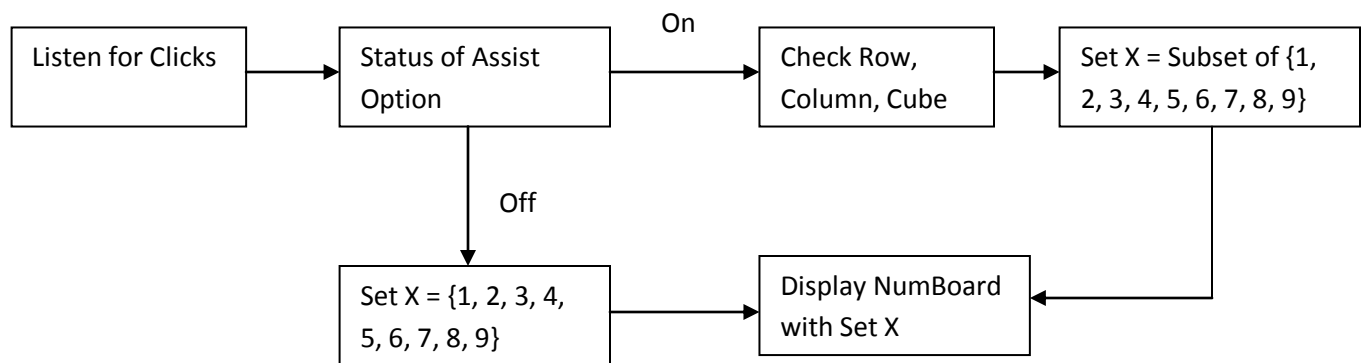 On
Listen for Clicks
Status of Assist
Option
Check Row,
Column, Cube
Set X = Subset of {1,
2, 3, 4, 5, 6, 7, 8, 9}
Off
Set X = {1, 2, 3, 4,
5, 6, 7, 8, 9}
Display NumBoard
with Set X